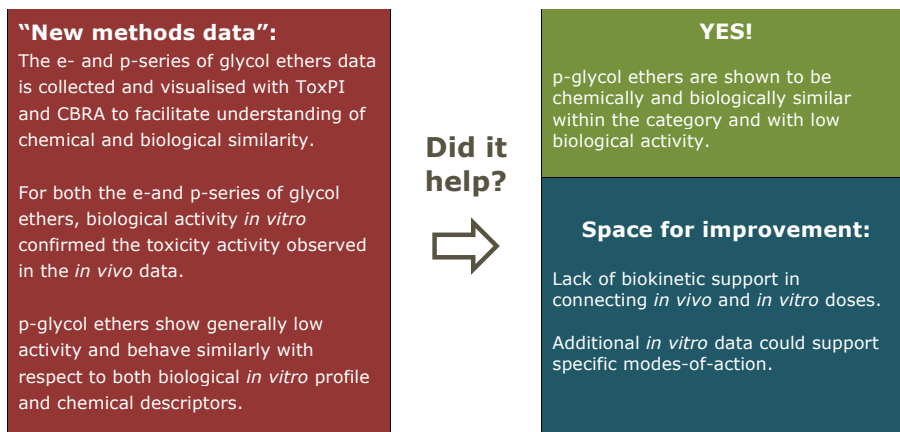 “New methods data”:
The e- and p-series of glycol ethers data
is collected and visualised with ToxPI
and CBRA to facilitate understanding of
chemical and biological similarity.
For both the e-and p-series of glycol
ethers, biological activity in vitro
confirmed the toxicity activity observed
in the in vivo data.
p-glycol ethers show generally low
activity and behave similarly with
respect to both biological in vitro profile
and chemical descriptors.
Did it
help?
YES!
p-glycol ethers are shown to be
chemically and biologically similar
within the category and with low
biological activity.
Space for improvement:
Lack of biokinetic support in
connecting in vivo and in vitro doses.
Additional in vitro data could support
specific modes-of-action.